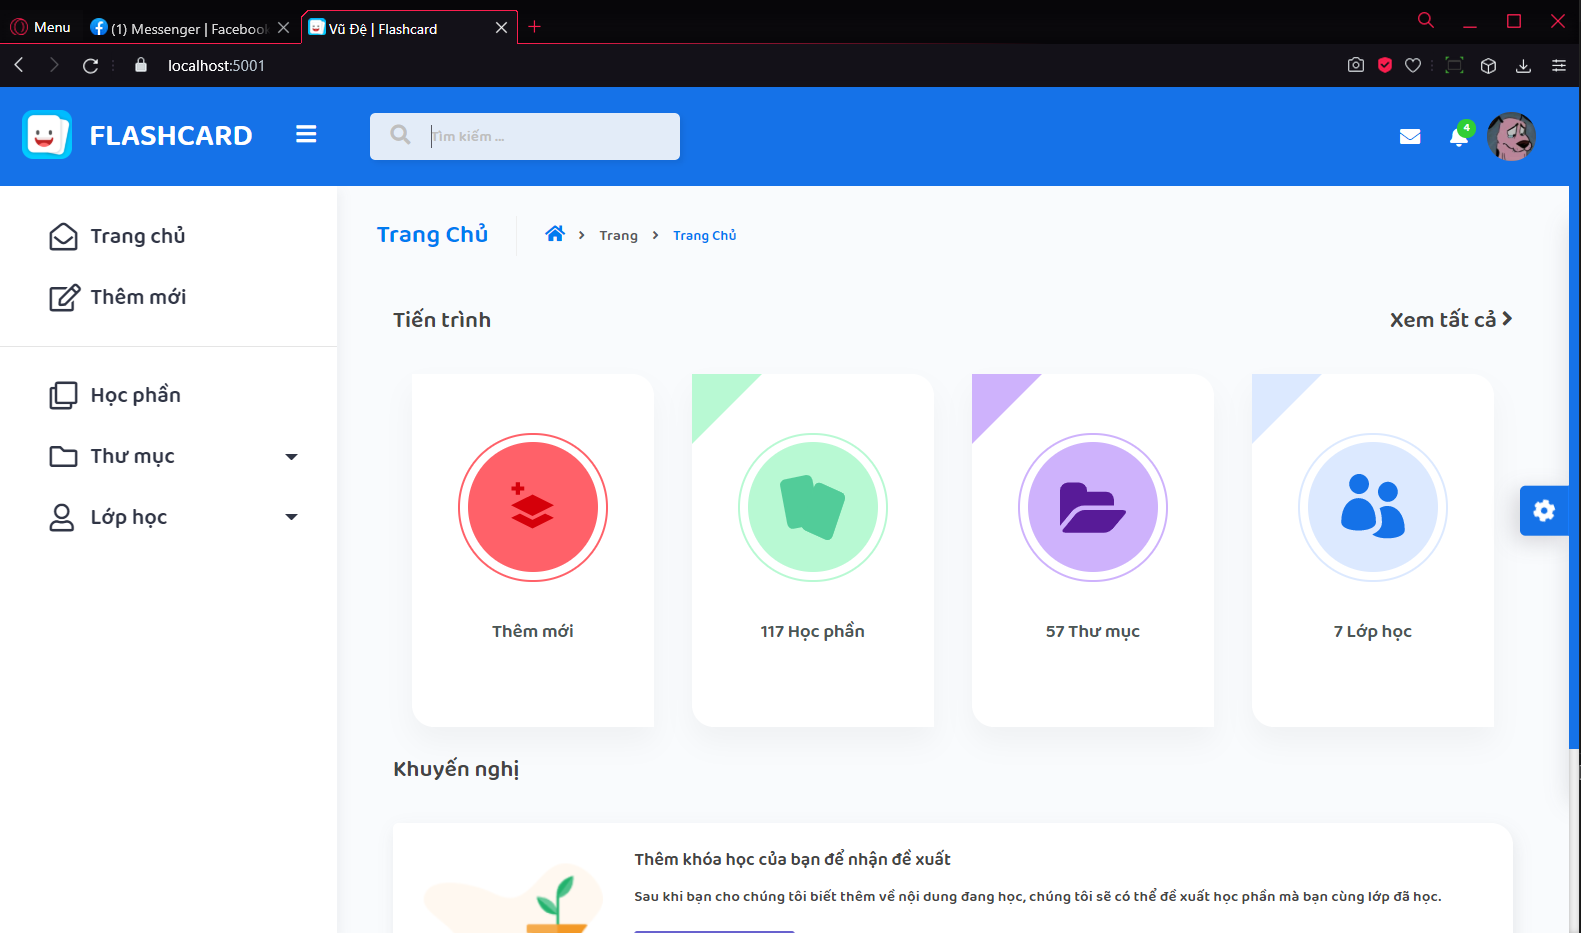 Menu
(1) Messenger | Facebook
Vũ Đệ | Flashcard
localhost:5001
FLASHCARD
Tìm kiếm ...
4
Trang chủ
Thêm mới
Học phần
Thư mục
Lớp học
Trang Chủ
Trang
Trang Chủ
Tiến trình
Xem tất cả
Thêm mới
117 Học phần
57 Thư mục
7 Lớp học
Khuyến nghị
Thêm khóa học của bạn để nhận đề xuất
Sau khi bạn cho chúng tôi biết thêm về nội dung đang học, chúng tôi sẽ có thể đề xuất học phần mà bạn cùng lớp đã học.